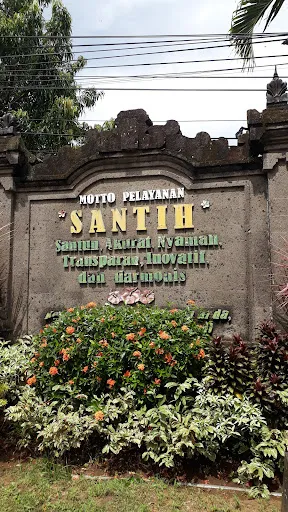 MOTTO PELAYANAN
SANTIH
Santun, Akurat, Nyaman,
Transparan, Inovatif,
dan Harmonis